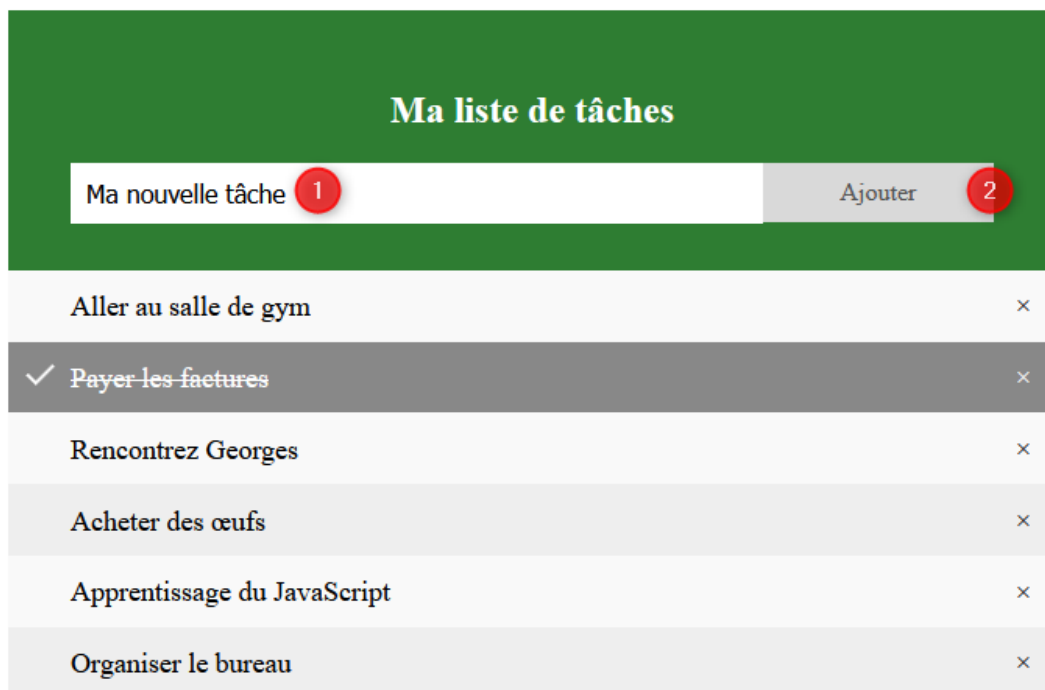 Ma liste de tâches
Ma nouvelle tâche 1 Ajouter 2
Aller au salle de gym ×
Payer les factures ×
Rencontrez Georges ×
Acheter des œufs ×
Apprentissage du JavaScript ×
Organiser le bureau ×